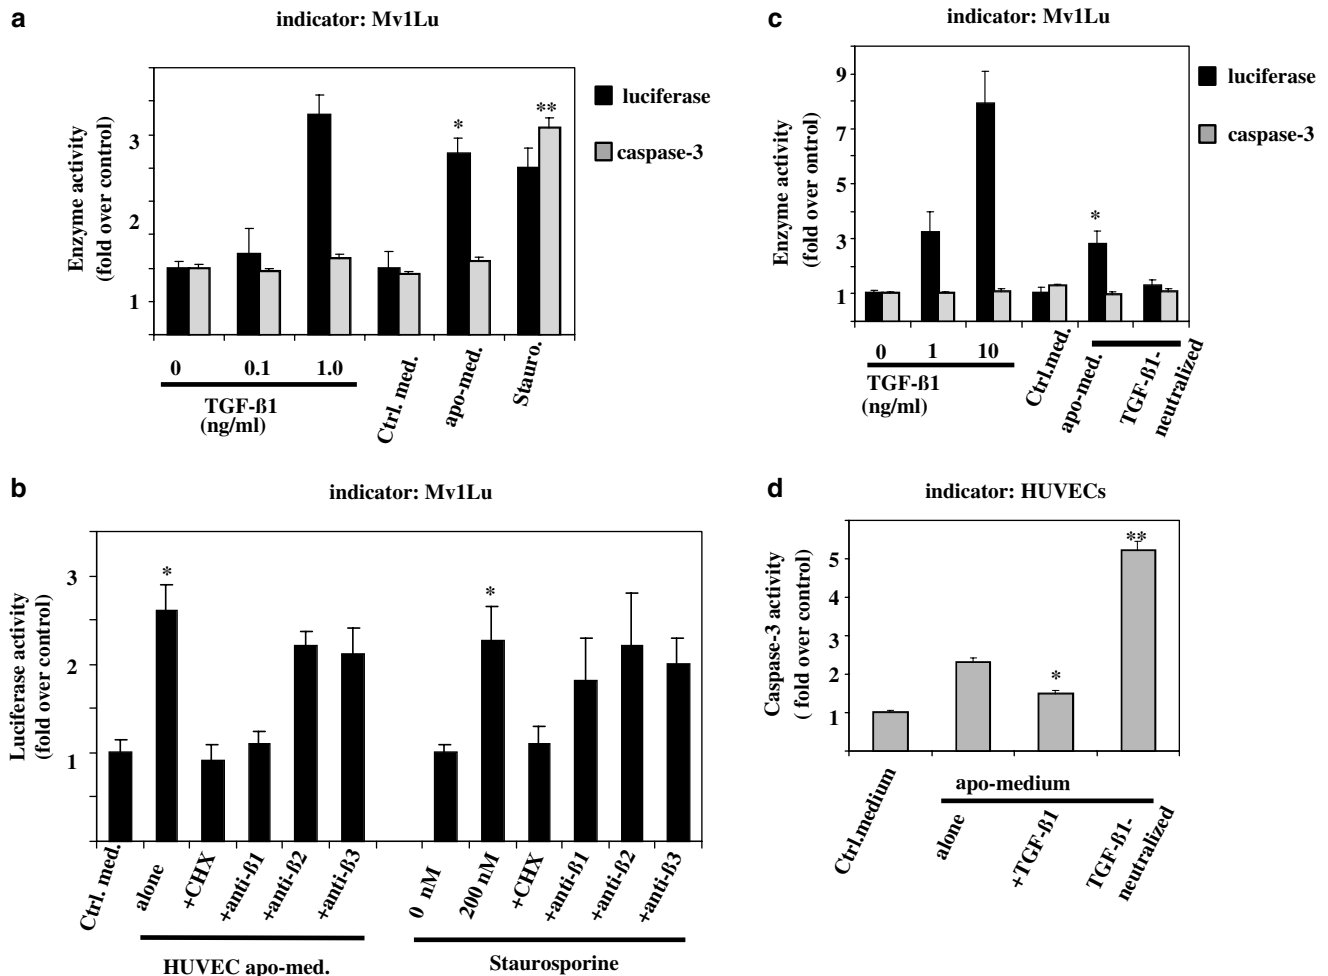 a
indicator: Mv1Lu
Enzyme activity
(fold over control)
3
2
1
*
**
luciferase
caspase-3
0
0.1
1.0
TGF-ß1
(ng/ml)
Ctrl. med.
apo-med.
Stauro.
c
indicator: Mv1Lu
Enzyme activity
(fold over ontrol)
9
7
5
3
1
*
luciferase
caspase-3
0
1
10
TGF-ß1
(ng/ml)
Ctrl.med.
apo-med.
TGF-ß1-
neutralized
b
indicator: Mv1Lu
Luciferase activity
(fold over control)
3
2
1
*
*
Ctrl. med.
alone
+CHX
+anti-ß1
+anti-ß2
+anti-ß3
0 nM
200 nM
+CHX
+anti-ß1
+anti-ß2
+anti-ß3
HUVEC apo-med.
Staurosporine
d
indicator: HUVECs
Caspase-3 activity
( fold over control)
5
4
3
2
1
*
**
Ctrl.medium
apo-medium
alone
+TGF-ß1
TGF-ß1-
neutralized